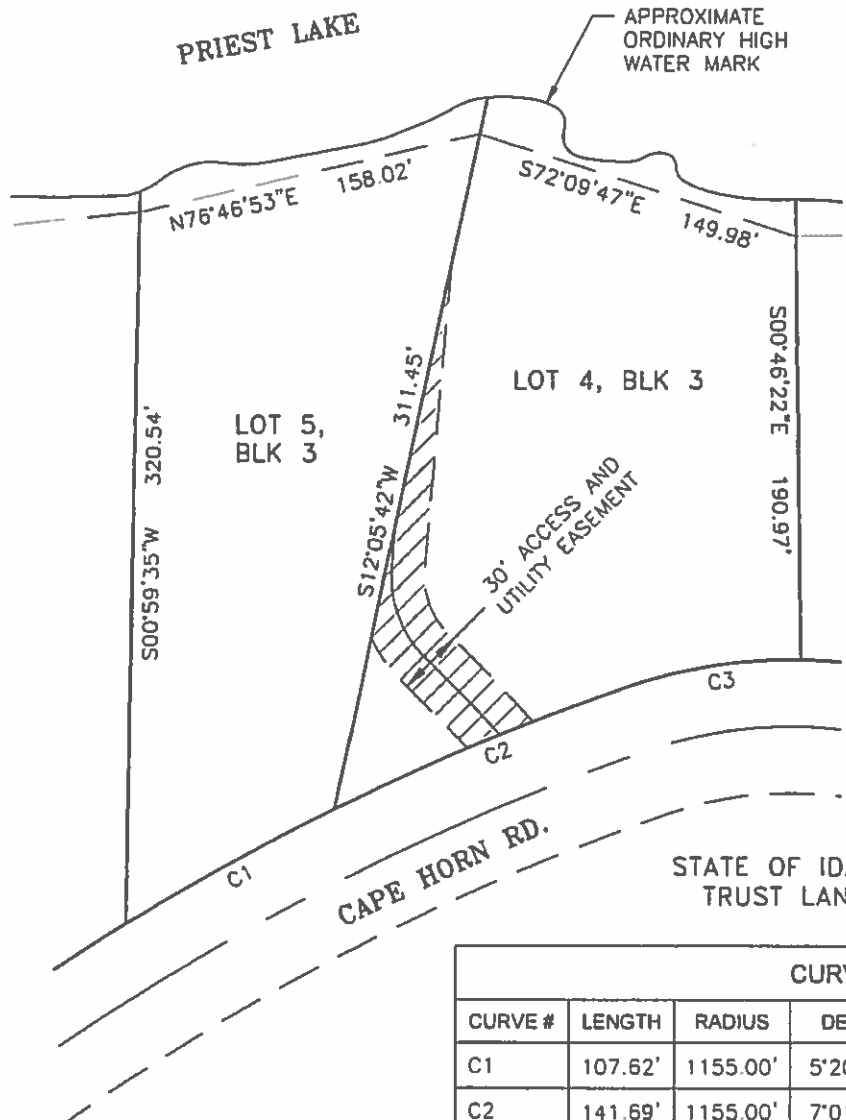 PRIEST LAKE
APPROXIMATE
ORDINARY HIGH
WATER MARK
N76°46'53"E 158.02'
S72°09'47"E 149.98'
LOT 4, BLK 3
LOT 5,
BLK 3
S00°59'35"W 320.54'
S12°05'42"W 311.45'
S00°46'22"E 190.97'
30' ACCESS AND
UTILITY EASEMENT
C3
C2
C1
CAPE HORN RD.
STATE OF
TRUST
CURVE # LENGTH RADIUS
C1 107.62' 1155.00'
C2 141.69' 1155.00'